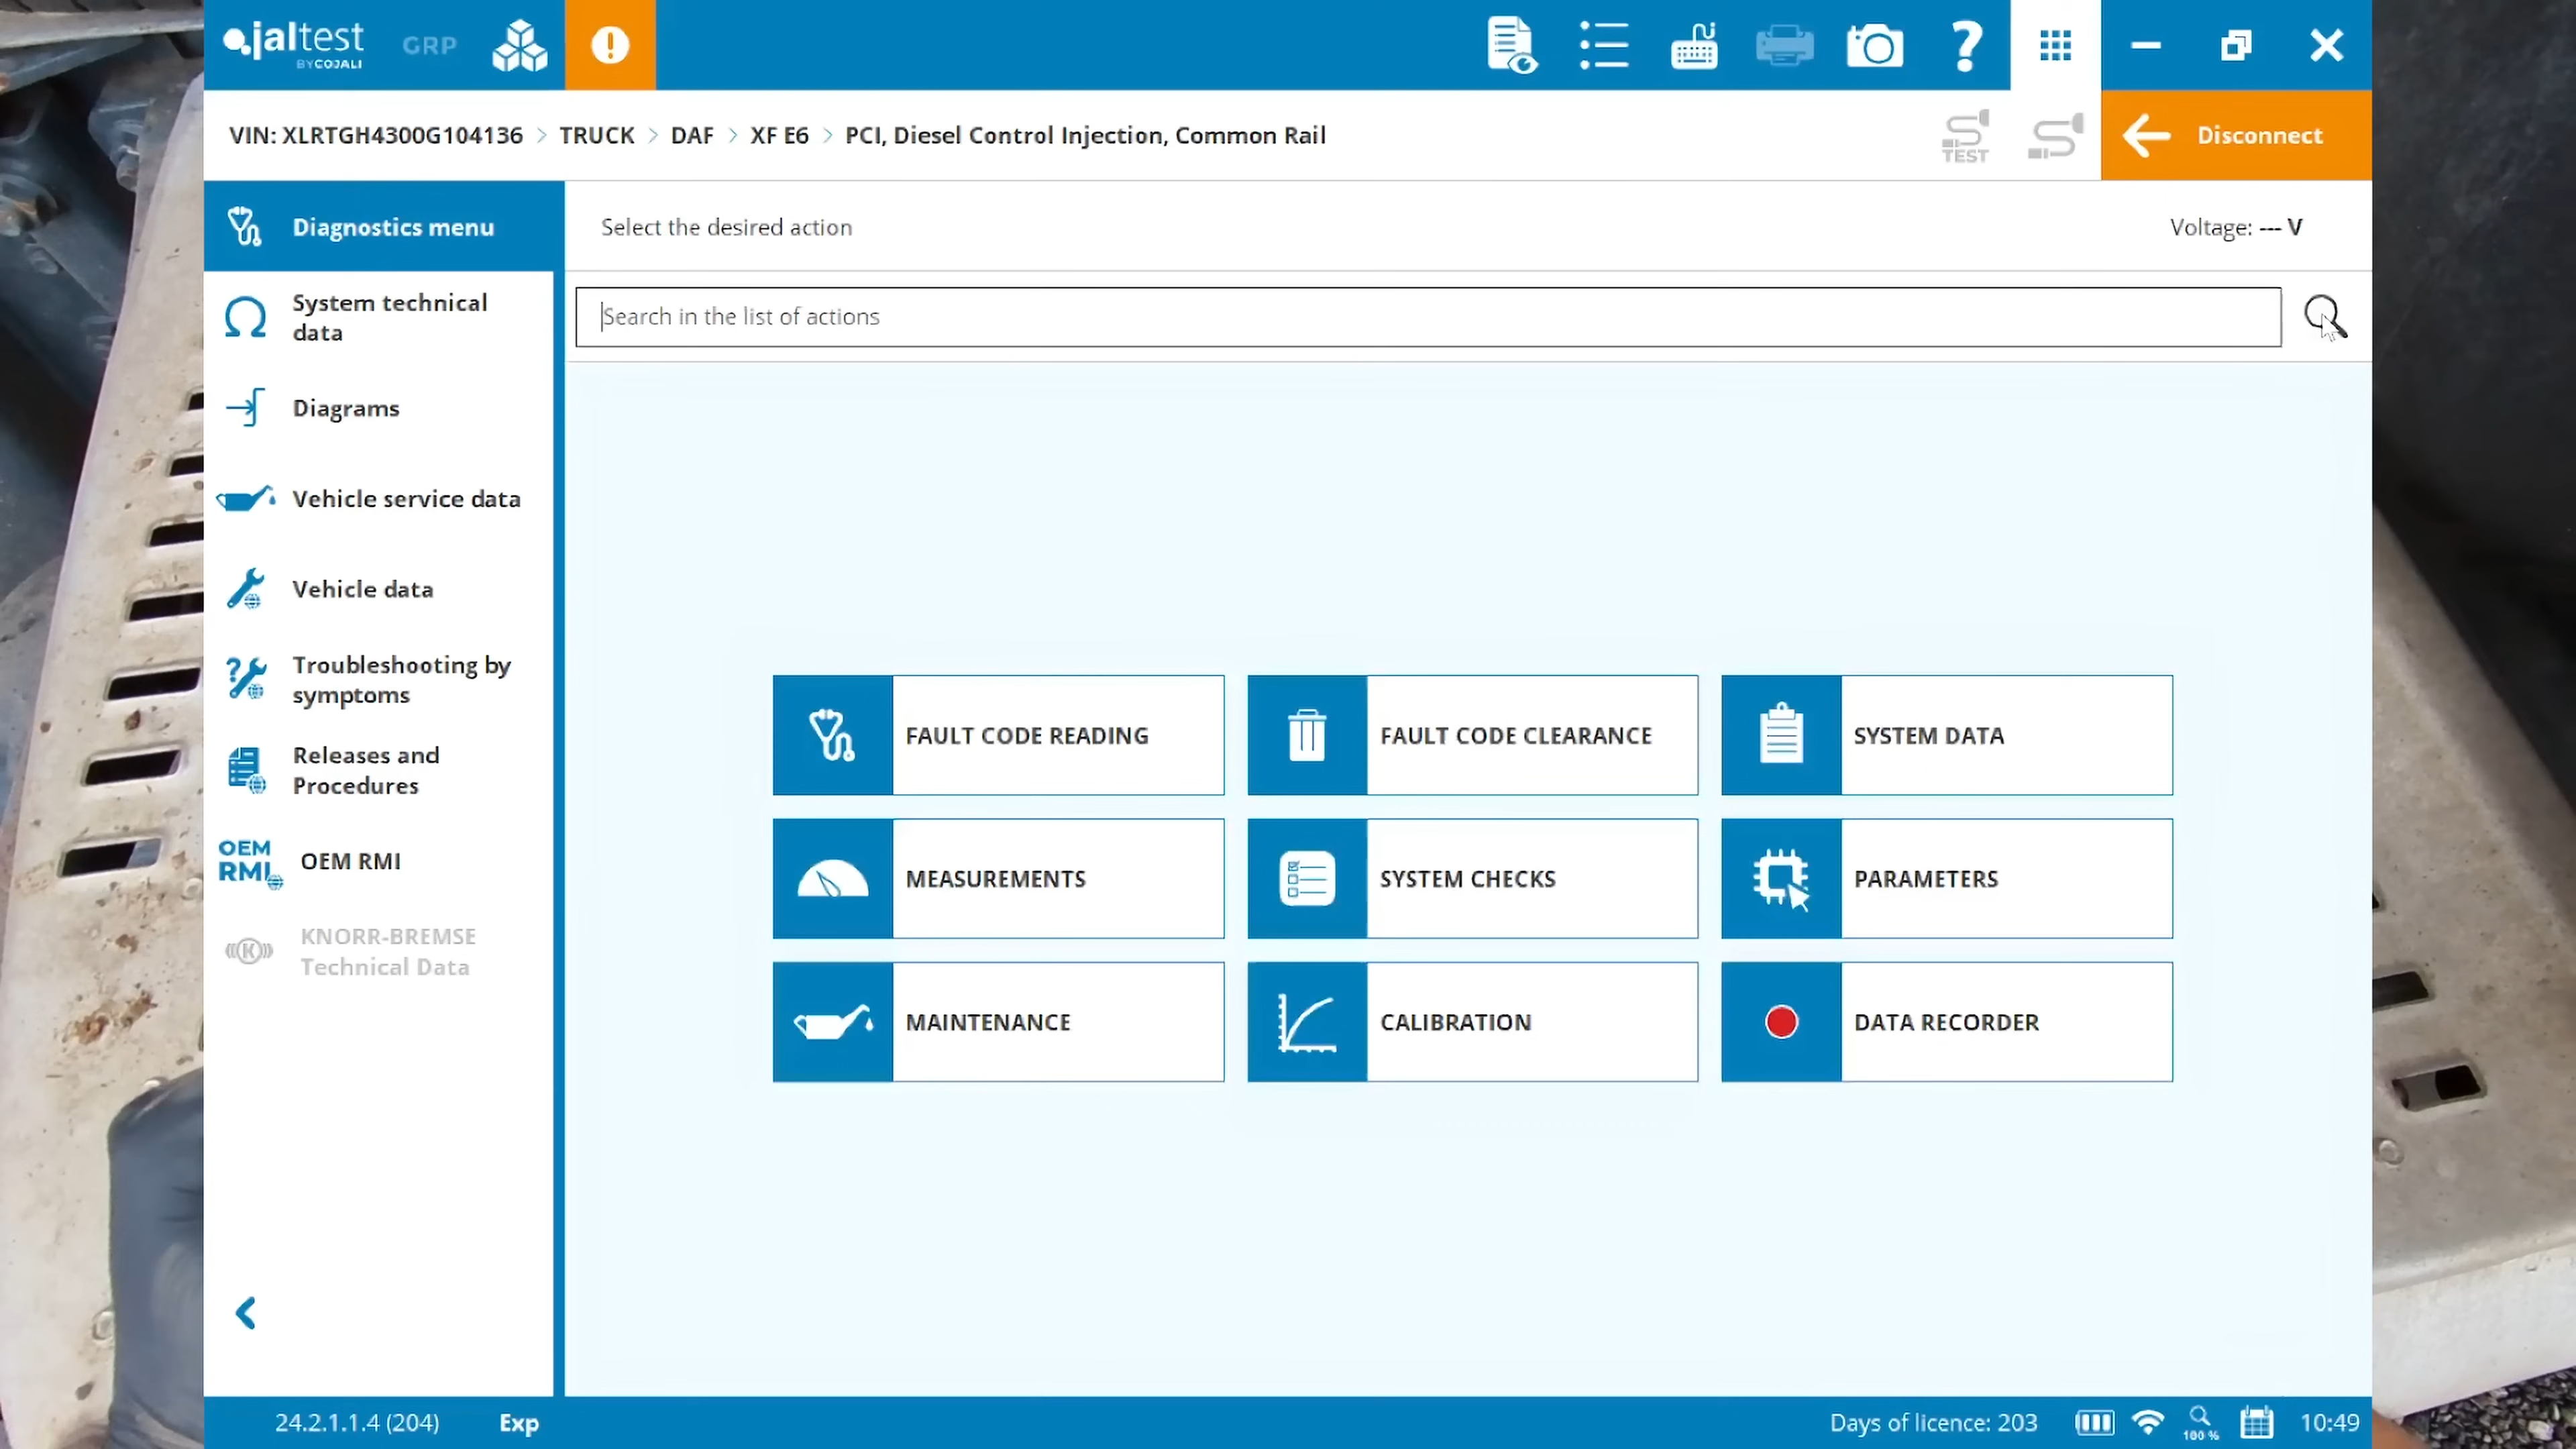 jaltest
BY COJALI
GRP
VIN: XLRTGH4300G104136 > TRUCK > DAF > XF E6 > PCI, Diesel Control Injection, Common Rail
TEST
Disconnect
Diagnostics menu
Select the desired action
Voltage: --- V
System technical
data
Search in the list of actions
Diagrams
Vehicle service data
Vehicle data
Troubleshooting by
symptoms
Releases and
Procedures
OEM
RMI
OEM RMI
KNORR-BREMSE
Technical Data
FAULT CODE READING
FAULT CODE CLEARANCE
SYSTEM DATA
MEASUREMENTS
SYSTEM CHECKS
PARAMETERS
MAINTENANCE
CALIBRATION
DATA RECORDER
24.2.1.1.4 (204)
Exp
Days of licence: 203
100 %
10:49